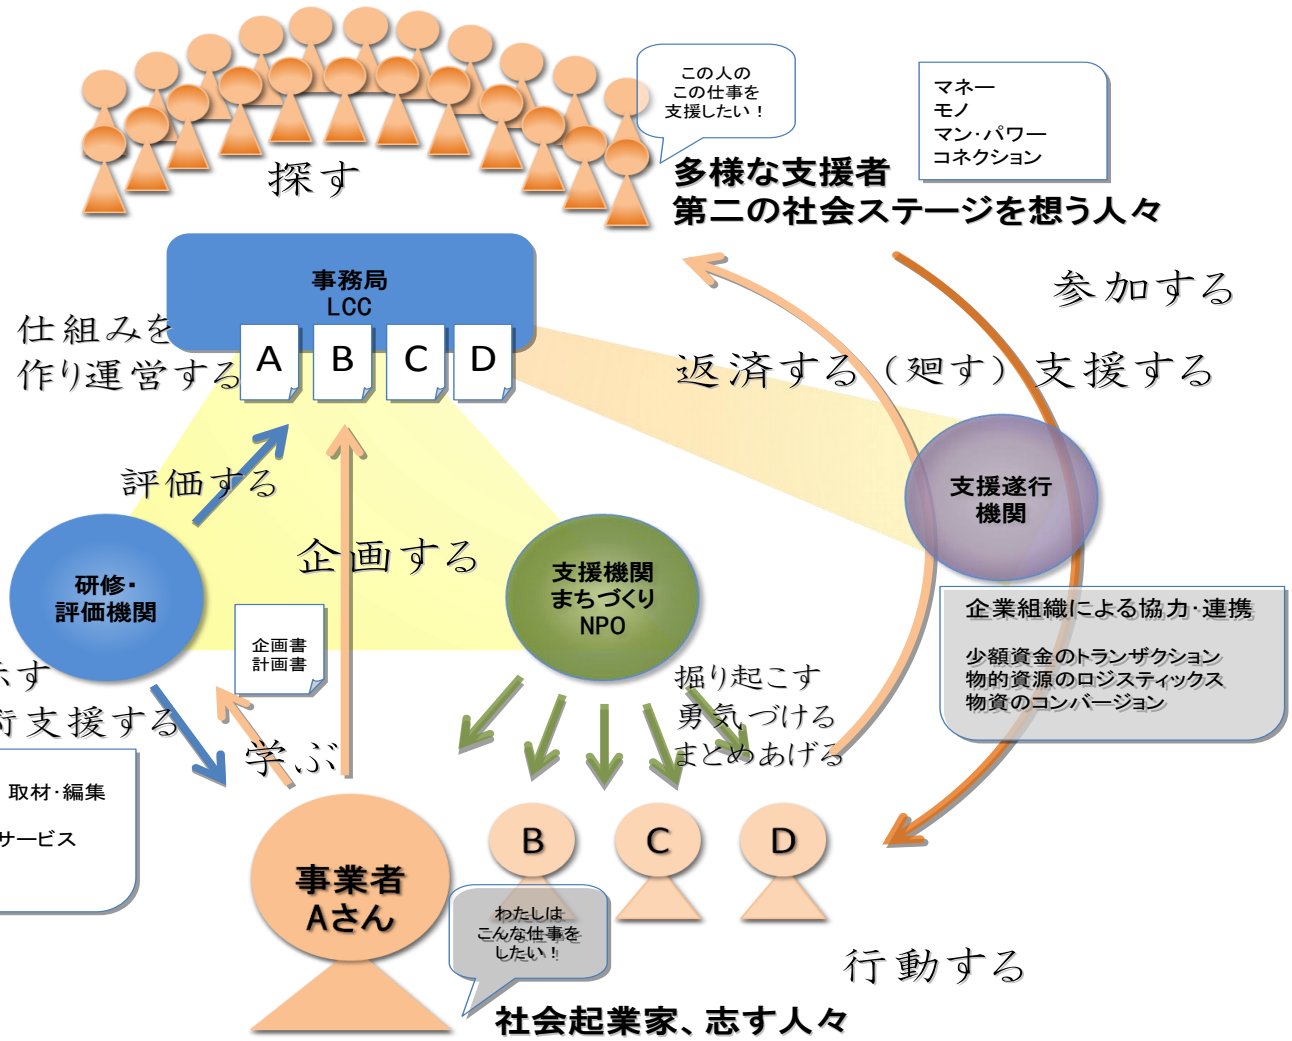 この人の
この仕事を
支援したい！
マネー
モノ
マン・パワー
コネクション
探す
多様な支援者
第二の社会ステージを想う人々
事務局
LCC
A
B
C
D
仕組みを
作り運営する
参加する
返済する（廻す）支援する
評価する
企画する
支援遂行
機関
研修・
評価機関
支援機関
まちづくり
NPO
企画書
計画書
企業組織による協力・連携
少額資金のトランザクション
物的資源のロジスティックス
物資のコンバージョン
掘り起こす
勇気づける
まとめあげる
示す
術支援する
学ぶ
取材・編集
サービス
事業者
Aさん
B
C
D
わたしは
こんな仕事を
したい！
行動する
社会起業家、志す人々